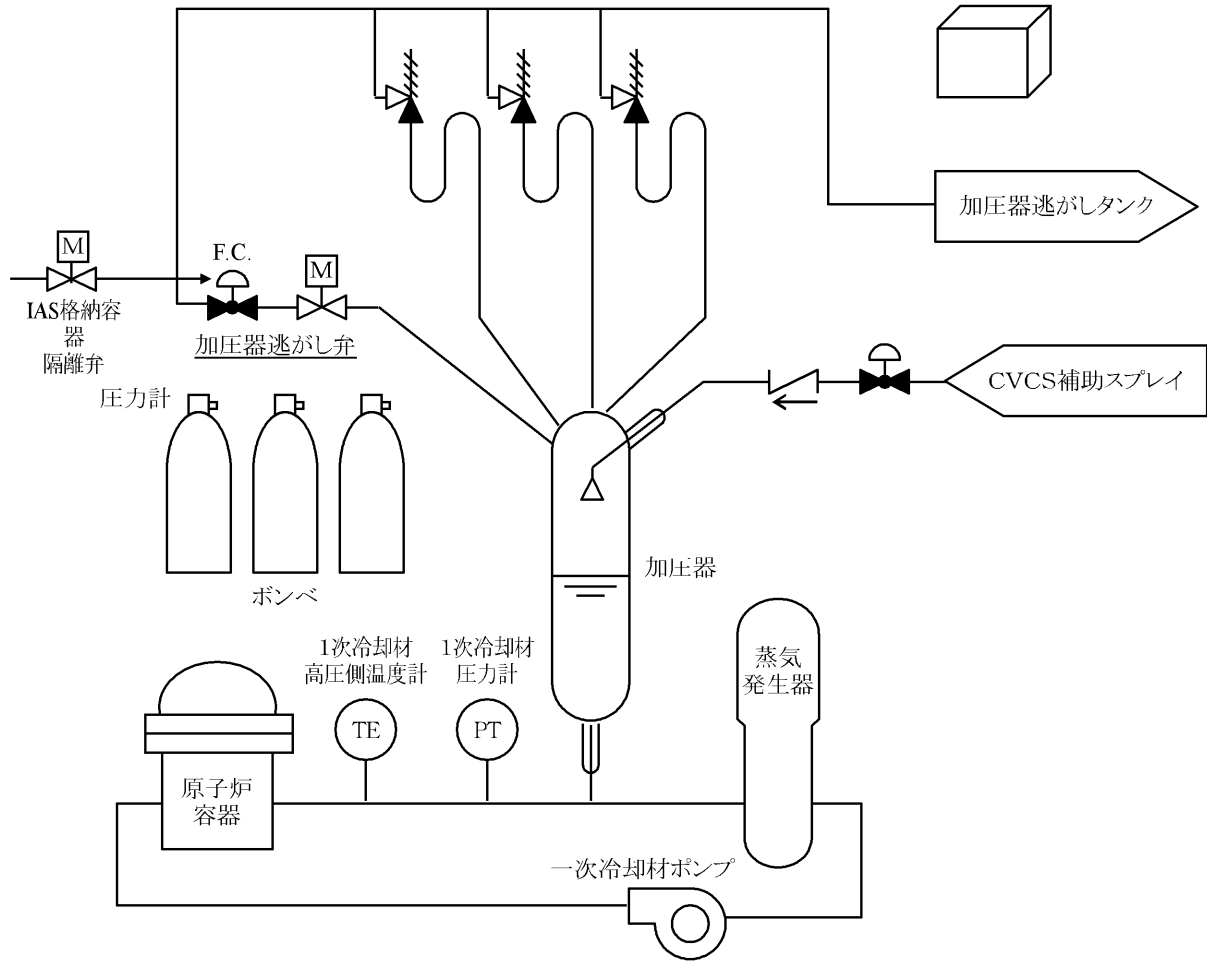 加圧器逃がしタンク
M
F.C.
M
IAS格納容
器
隔離弁
加圧器逃がし弁
CVCS補助スプレイ
圧力計
ボンベ
加圧器
1次冷却材
高圧側温度計
1次冷却材
圧力計
蒸気
発生器
TE
PT
原子炉
容器
一次冷却材ポンプ